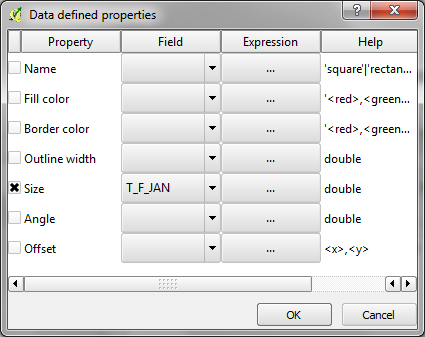 Data defined properties
Property Field Expression Help
Name ... 'square'|'rectan...
Fill color ... '<red>,<green...
Border color ... '<red>,<green...
Outline width ... double
Size T_F_JAN ... double
Angle ... double
Offset ... <x>,<y>
OK Cancel